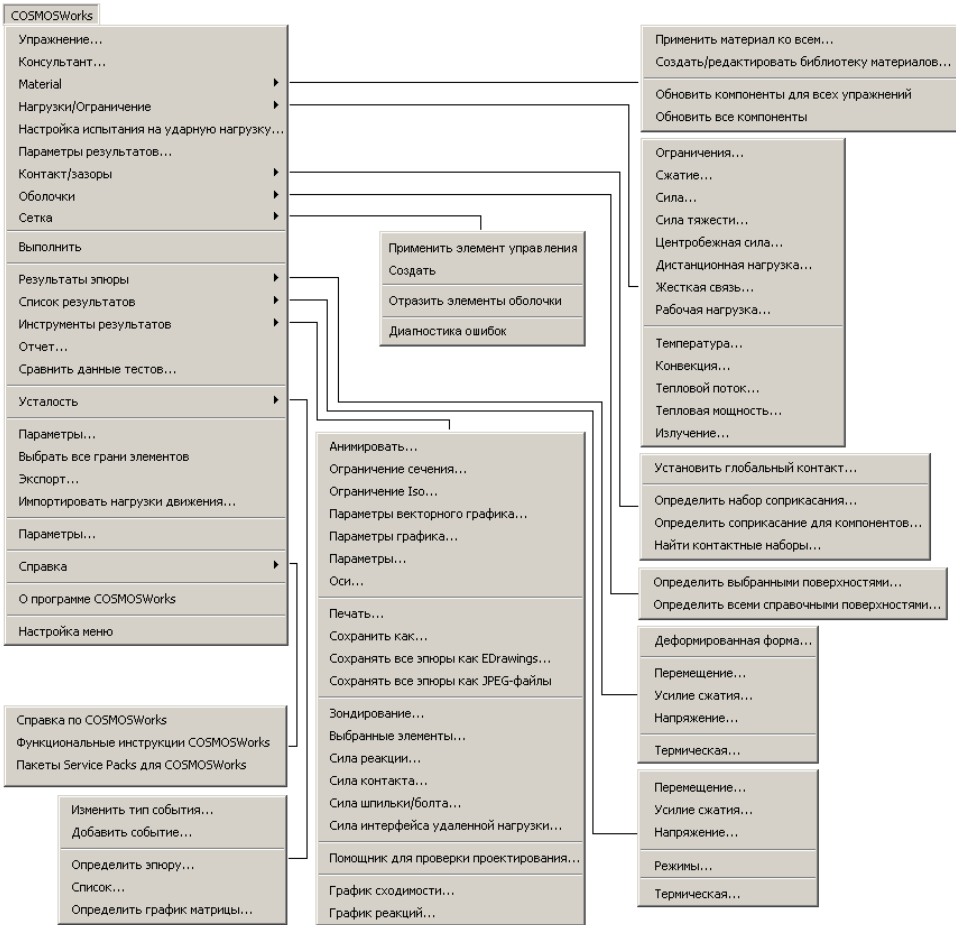 COSMOSWorks
Упражнение...
Консультант...
Material
Нагрузки/Ограничение
Настройка испытания на ударную нагрузку...
Параметры результатов...
Контакт/зазоры
Оболочки
Сетка
Выполнить
Результаты эпюры
Список результатов
Инструменты результатов
Отчет...
Сравнить данные тестов...
Усталость
Параметры...
Выбрать все грани элементов
Экспорт...
Импортировать нагрузки движения...
Параметры...
Справка
О программе COSMOSWorks
Настройка меню
Применить материал ко всем...
Создать/редактировать библиотеку материалов...
Обновить компоненты для всех упражнений
Обновить все компоненты
Ограничения...
Сжатие...
Сила...
Сила тяжести...
Центробежная сила...
Дистанционная нагрузка...
Жесткая связь...
Рабочая нагрузка...
Температура...
Конвекция...
Тепловой поток...
Тепловая мощность...
Излучение...
Установить глобальный контакт...
Определить набор соприкасания...
Определить соприкасание для компонентов...
Найти контактные наборы...
Определить выбранными поверхностями...
Определить всеми справочными поверхностями...
Применить элемент управления
Создать
Отразить элементы оболочки
Диагностика ошибок
Деформированная форма...
Перемещение...
Усилие сжатия...
Напряжение...
Термическая...
Перемещение...
Усилие сжатия...
Напряжение...
Режимы...
Термическая...
Анимировать...
Ограничение сечения...
Ограничение Iso...
Параметры векторного графика...
Параметры графика...
Параметры...
Оси...
Печать...
Сохранить как...
Сохранять все эпюры как EDrawings...
Сохранять все эпюры как JPEG-файлы
Зондирование...
Выбранные элементы...
Сила реакции...
Сила контакта...
Сила шпильки/болта...
Сила интерфейса удаленной нагрузки...
Помощник для проверки проектирования...
График сходимости...
График реакций...
Справка по COSMOSWorks
Функциональные инструкции COSMOSWorks
Пакеты Service Packs для COSMOSWorks
Изменить тип события...
Добавить событие...
Определить эпюру...
Список...
Определить график матрицы...